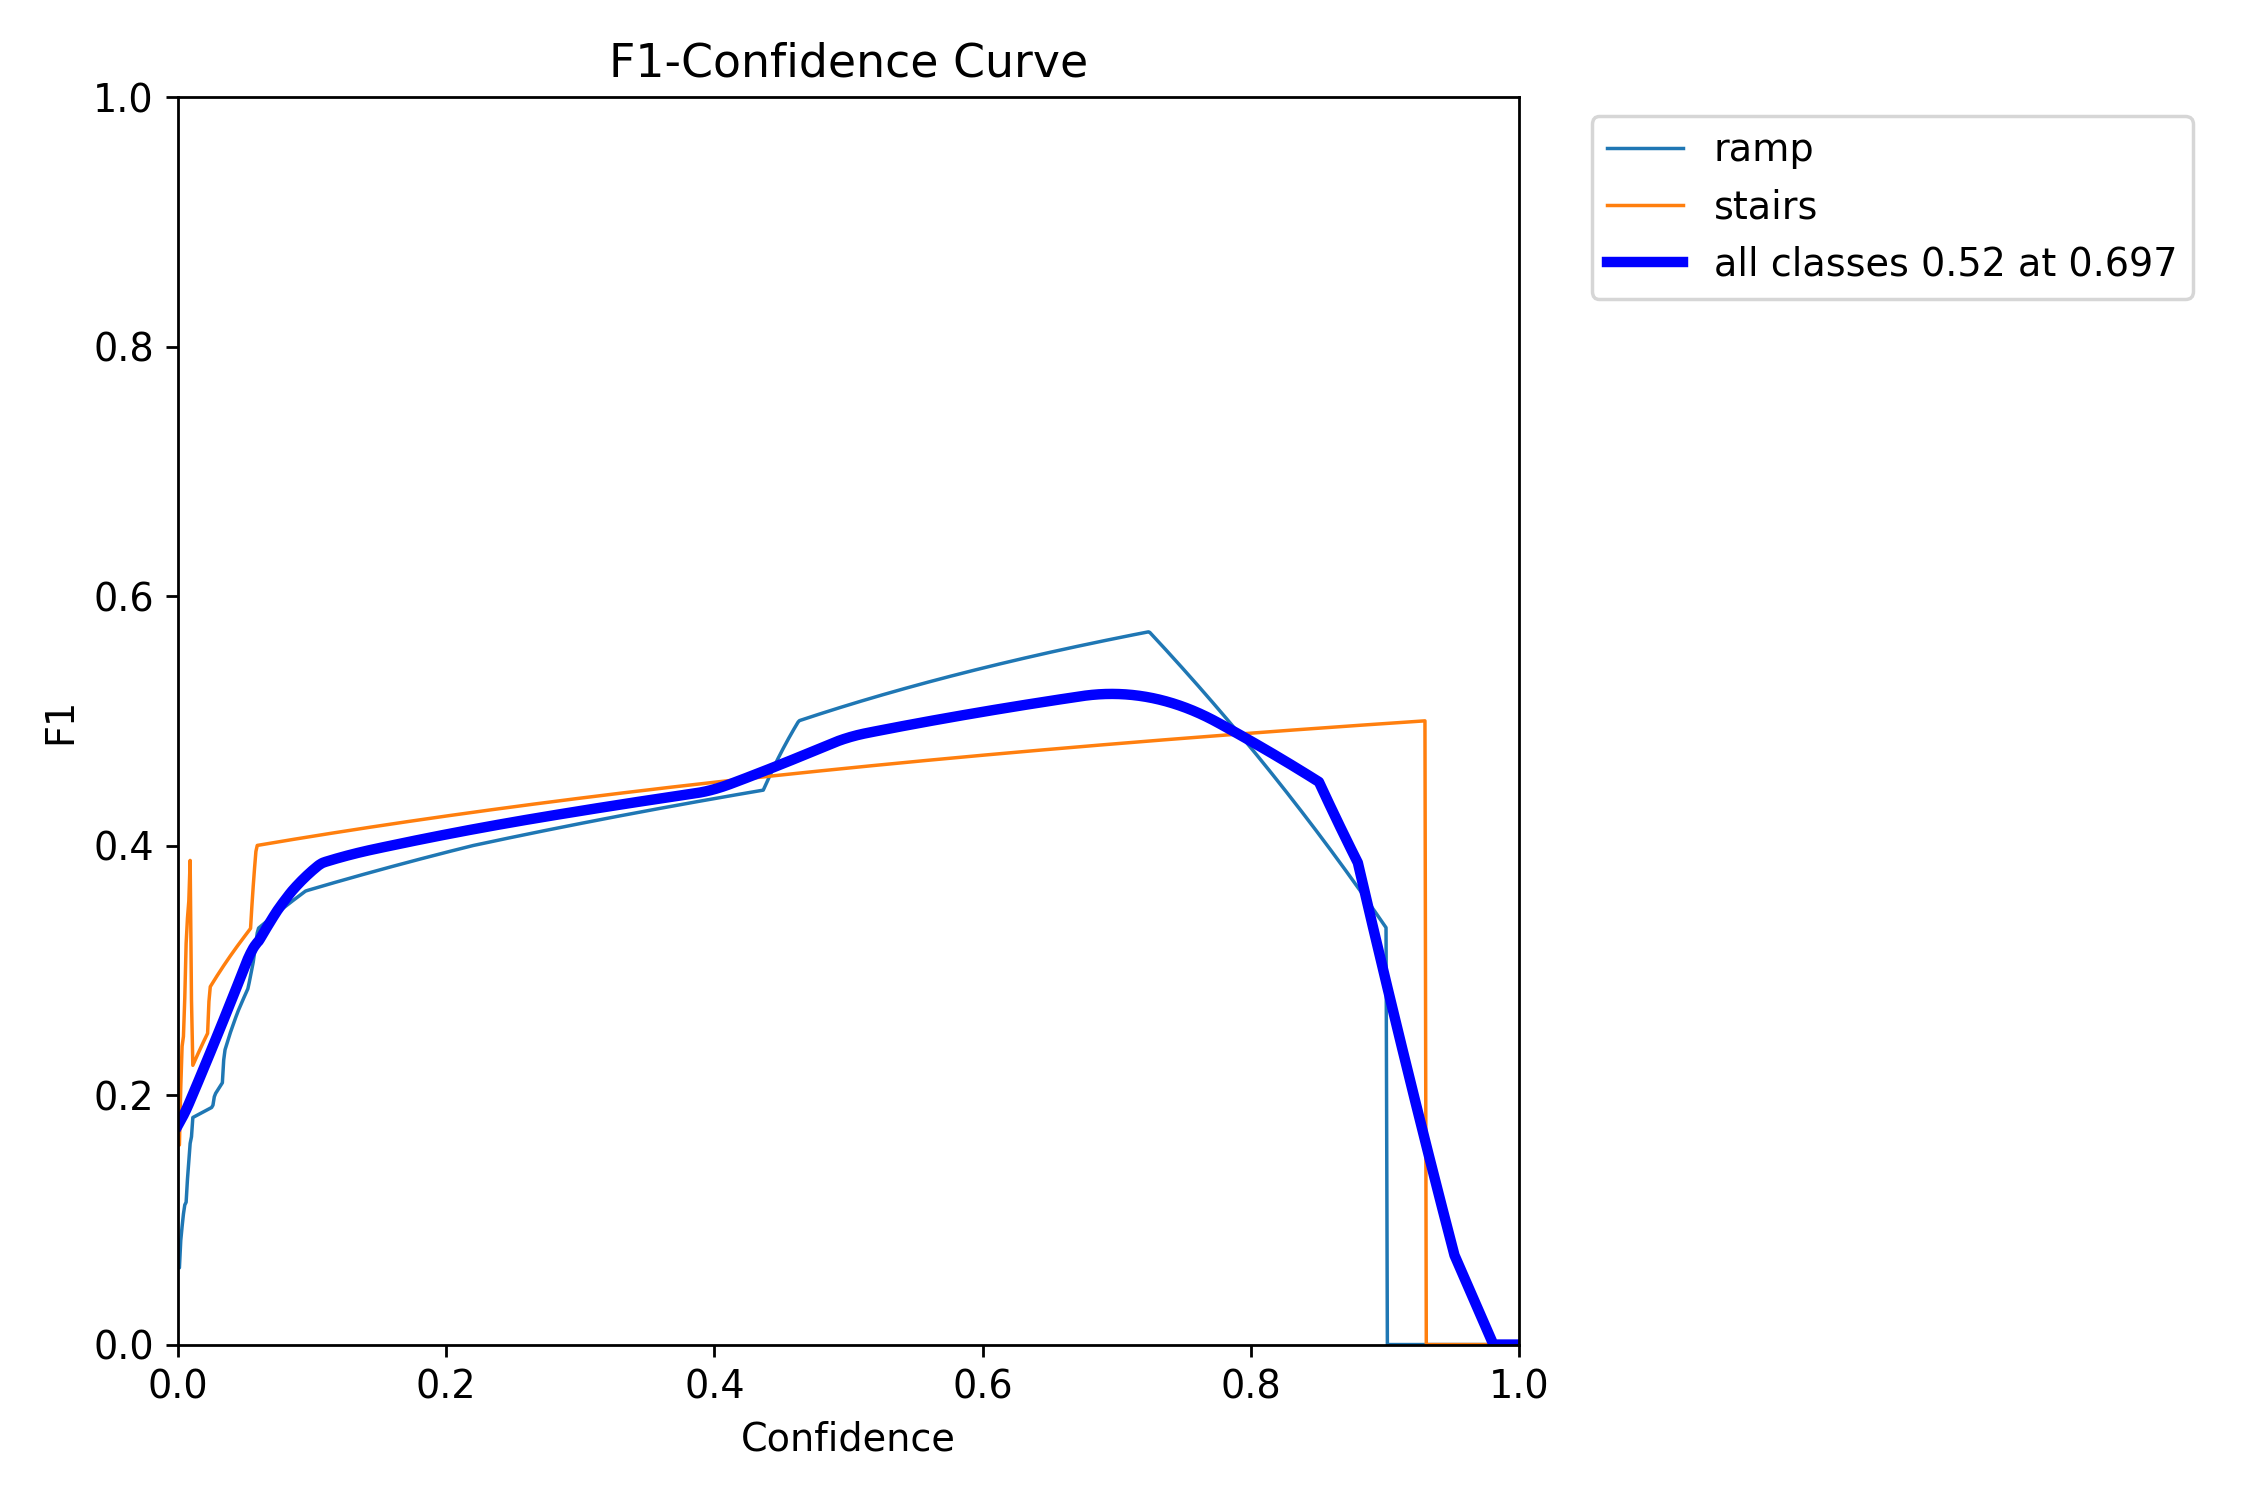 F1-Confidence Curve
1.0
0.8
0.6
0.4
0.2
0.0
F1
0.0 0.2 0.4 0.6 0.8 1.0
Confidence
ramp
stairs
all classes 0.52 at 0.697